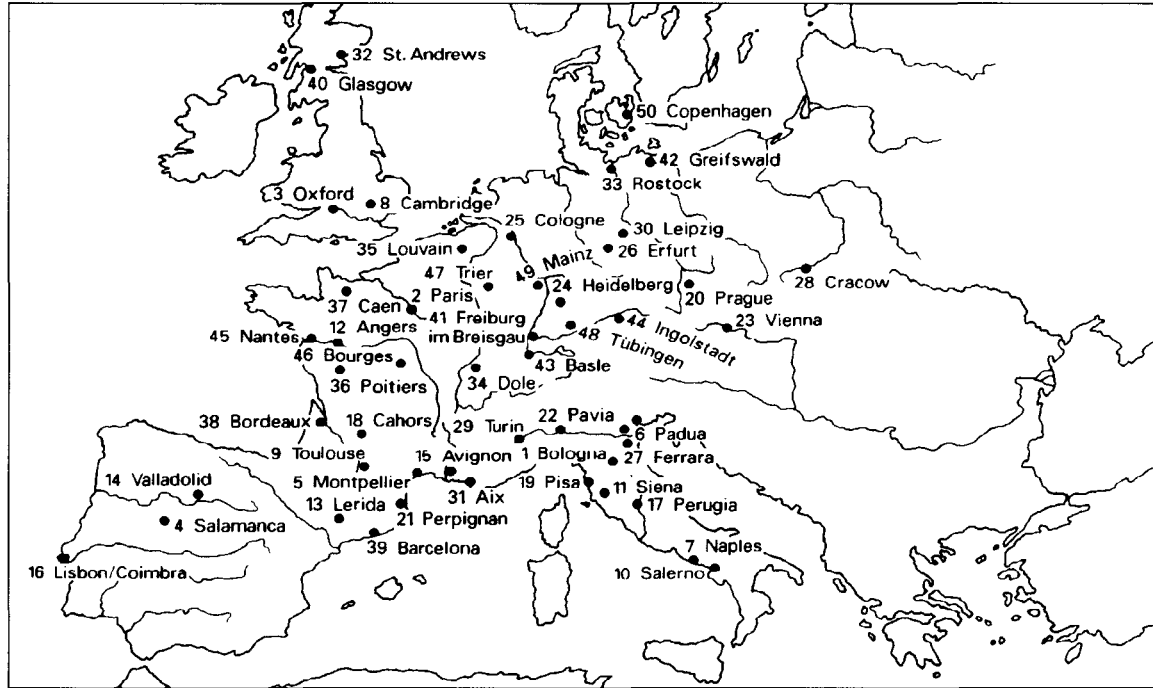 32 St. Andrews
40 Glasgow
50 Copenhagen
42 Greifswald
33 Rostock
3 Oxford
8 Cambridge
25 Cologne
30 Leipzig
35 Louvain
26 Erfurt
49 Mainz
47 Trier
24
Heidelberg
28 Cracow
2 Paris
20 Prague
37 Caen
41 Freiburg
im Breisgau
12 Angers
44 Ingolstadt
23 Vienna
45 Nantes
48 Tübingen
46 Bourges
43 Basle
36 Poitiers
34 Dole
38 Bordeaux
18 Cahors
29 Turin
22 Pavia
6 Padua
9 Toulouse
15 Avignon
1 Bologna
27 Ferrara
14 Valladolid
5 Montpellier
19 Pisa
31 Aix
11 Siena
13 Lerida
21 Perpignan
17 Perugia
4 Salamanca
39 Barcelona
7 Naples
16 Lisbon/Coimbra
10 Salerno